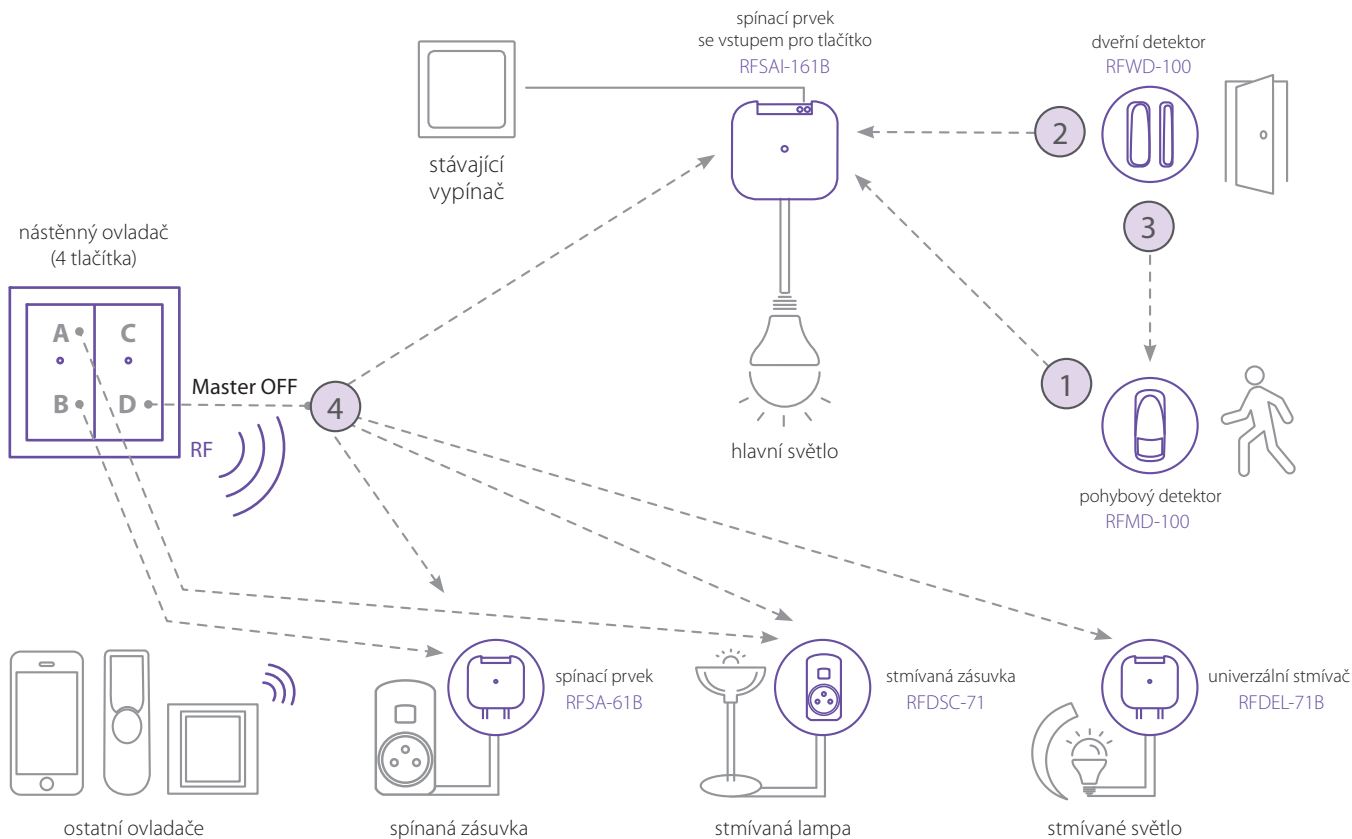 spínací prvek
se vstupem pro tlačítko
RFSAI-161B
dveřní detektor
RFWD-100
2
stávající
vypínač
3
nástěnný ovladač
(4 tlačítka)
A
C
B
D
Master OFF
4
RF
1
hlavní světlo
pohybový detektor
RFMD-100
spínací prvek
RFSA-61B
stmívaná zásuvka
RFDSC-71
univerzální stmívač
RFDEL-71B
ostatní ovladače
spínaná zásuvka
stmívaná lampa
stmívané světlo